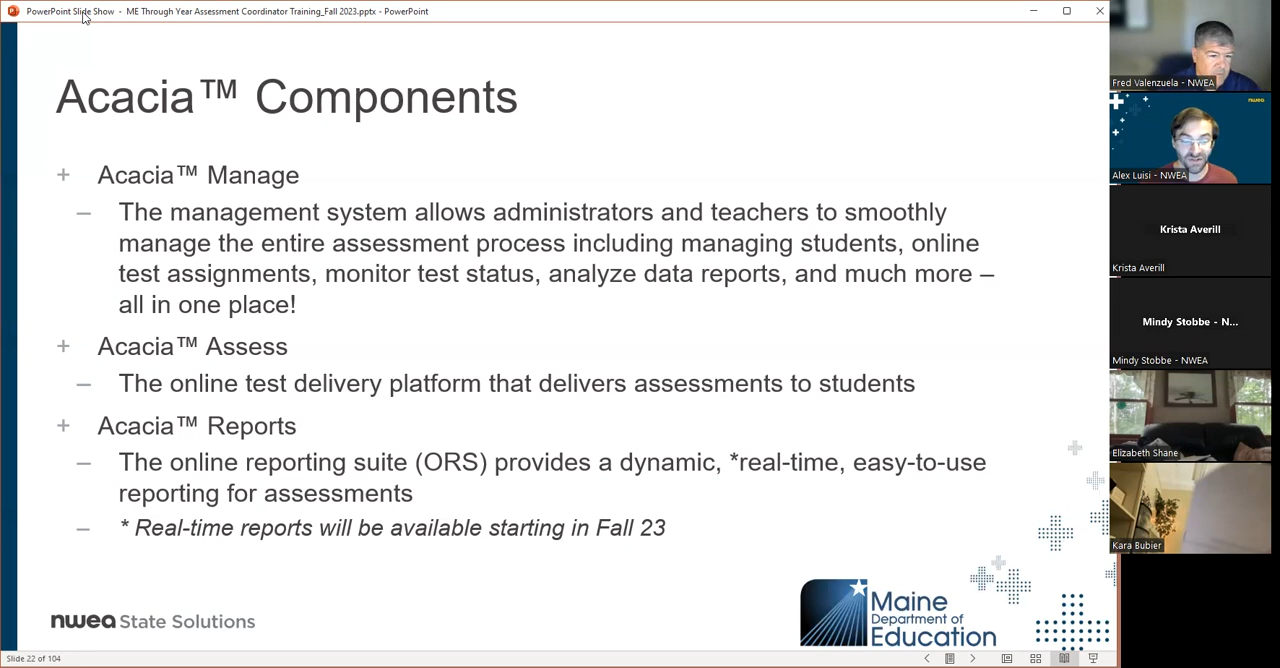 PowerPoint Slide Show - ME Through Year Assessment Coordinator Training_Fall 2023.pptx - PowerPoint
Acacia™ Components
+ Acacia™ Manage
– The management system allows administrators and teachers to smoothly
manage the entire assessment process including managing students, online
test assignments, monitor test status, analyze data reports, and much more –
all in one place!
+ Acacia™ Assess
– The online test delivery platform that delivers assessments to students
+ Acacia™ Reports
– The online reporting suite (ORS) provides a dynamic, *real-time, easy-to-use
reporting for assessments
– * Real-time reports will be available starting in Fall 23
nwea State Solutions
Maine
Department of
Education
Slide 22 of 104
Fred Valenzuela - NWEA
nwea
Alex Luisi - NWEA
Krista Averill
Krista Averill
Mindy Stobbe - N...
Mindy Stobbe - NWEA
Elizabeth Shane
Kara Bubier